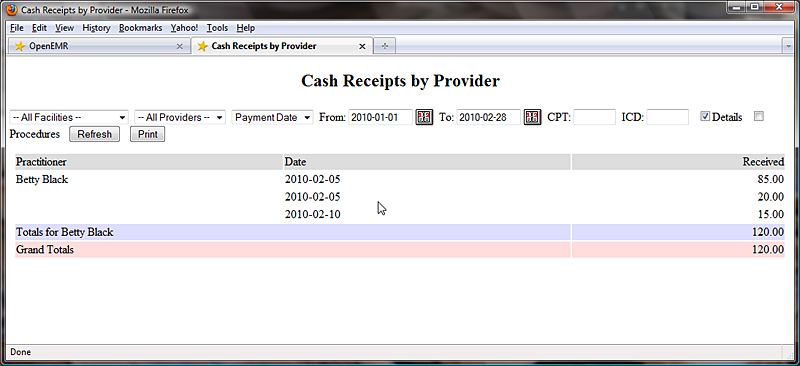 Cash Receipts by Provider - Mozilla Firefox
File Edit View History Bookmarks Yahoo! Tools Help
OpenEMR Cash Receipts by Provider
Cash Receipts by Provider
-- All Facilities -- -- All Providers -- Payment Date From: 2010-01-01 To: 2010-02-28 CPT: ICD: Details
Procedures Refresh Print
Practitioner Date Received
Betty Black 2010-02-05 85.00
2010-02-05 20.00
2010-02-10 15.00
Totals for Betty Black 120.00
Grand Totals 120.00
Done